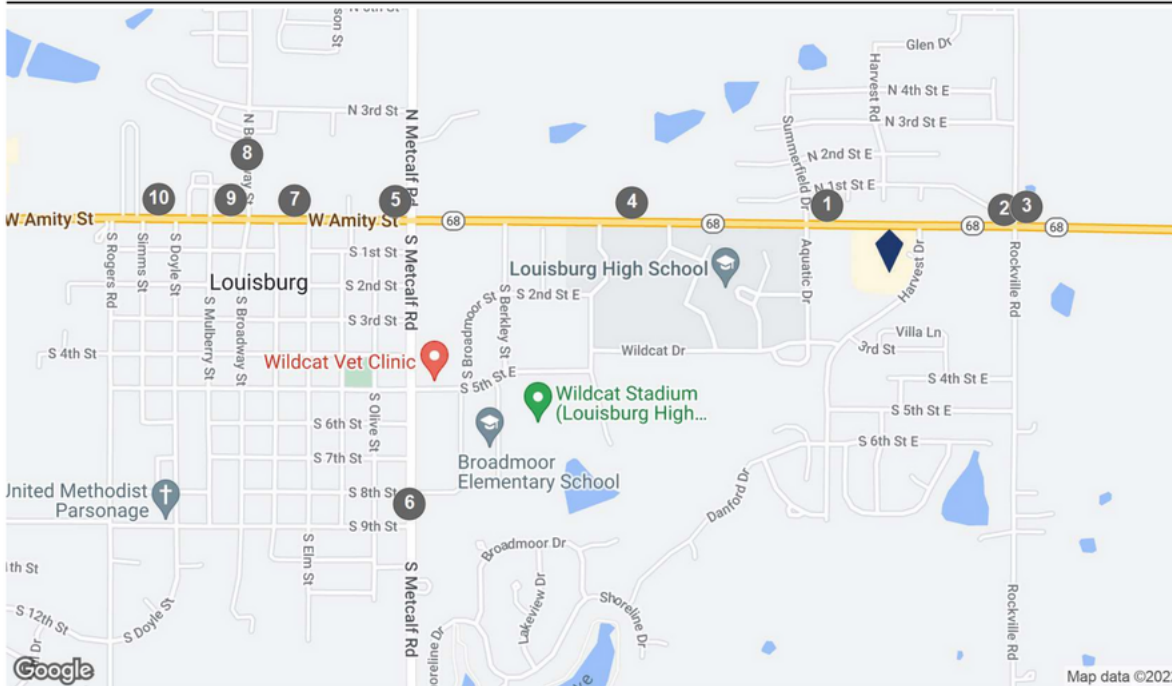 N 6th St
son St
Glen Dr
Harvest Rd
N 4th St E
N 3rd St
N 3rd St E
Summerfield Dr
N Metcalf Rd
8
N 2nd St E
N 1st St E
10
9
7
5
4
1
2
3
W Amity St
W Amity St
68
68
68
68
S Rogers Rd
Simms St
S Doyle St
S 1st St
Louisburg High School
Aquatic Dr
Harvest Dr
Rockville Rd
Louisburg
S 2nd St
S Metcalf Rd
S Berkley St
S 2nd St E
S Mulberry St
S Broadway St
S 3rd St
S Broadmoor St
Villa Ln
3rd St
S 4th St
Wildcat Vet Clinic
Wildcat Dr
S 4th St E
S 5th St E
Wildcat Stadium
(Louisburg High...
S Olive St
S 5th St E
S 6th St
S 6th St E
S 7th St
Broadmoor
Elementary School
United Methodist
Parsonage
S 8th St
6
Danford Dr
S 9th St
S Elm St
Broadmoor Dr
S Metcalf Rd
Lakeview Dr
Shoreline Dr
Rockville Rd
S 12th St
S Doyle St
oreline Dr
Google
Map data ©202